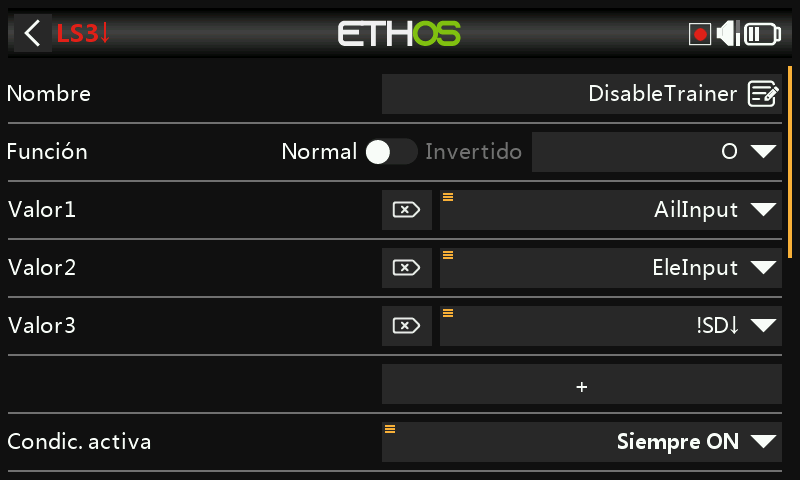 LS3↓ ETHOS
Nombre DisableTrainer
Función Normal Invertido O
Valor1 AilInput
Valor2 EleInput
Valor3 !SD↓
+
Condic. activa Siempre ON